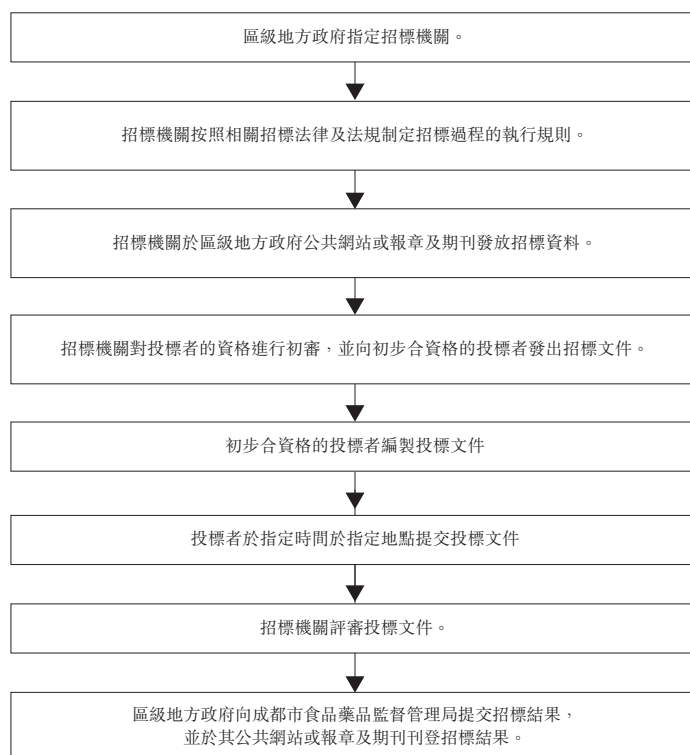 區級地方政府指定招標機關。
招標機關按照相關招標法律及法規制定招標過程的執行規則。
招標機關於區級地方政府公共網站或報章及期刊發放招標資料。
招標機關對投標者的資格進行初審，並向初步合資格的投標者發出招標文件。
初步合資格的投標者編製投標文件
投標者於指定時間於指定地點提交投標文件
招標機關評審投標文件。
區級地方政府向成都市食品藥品監督管理局提交招標結果，
並於其公共網站或報章及期刊刊登招標結果。